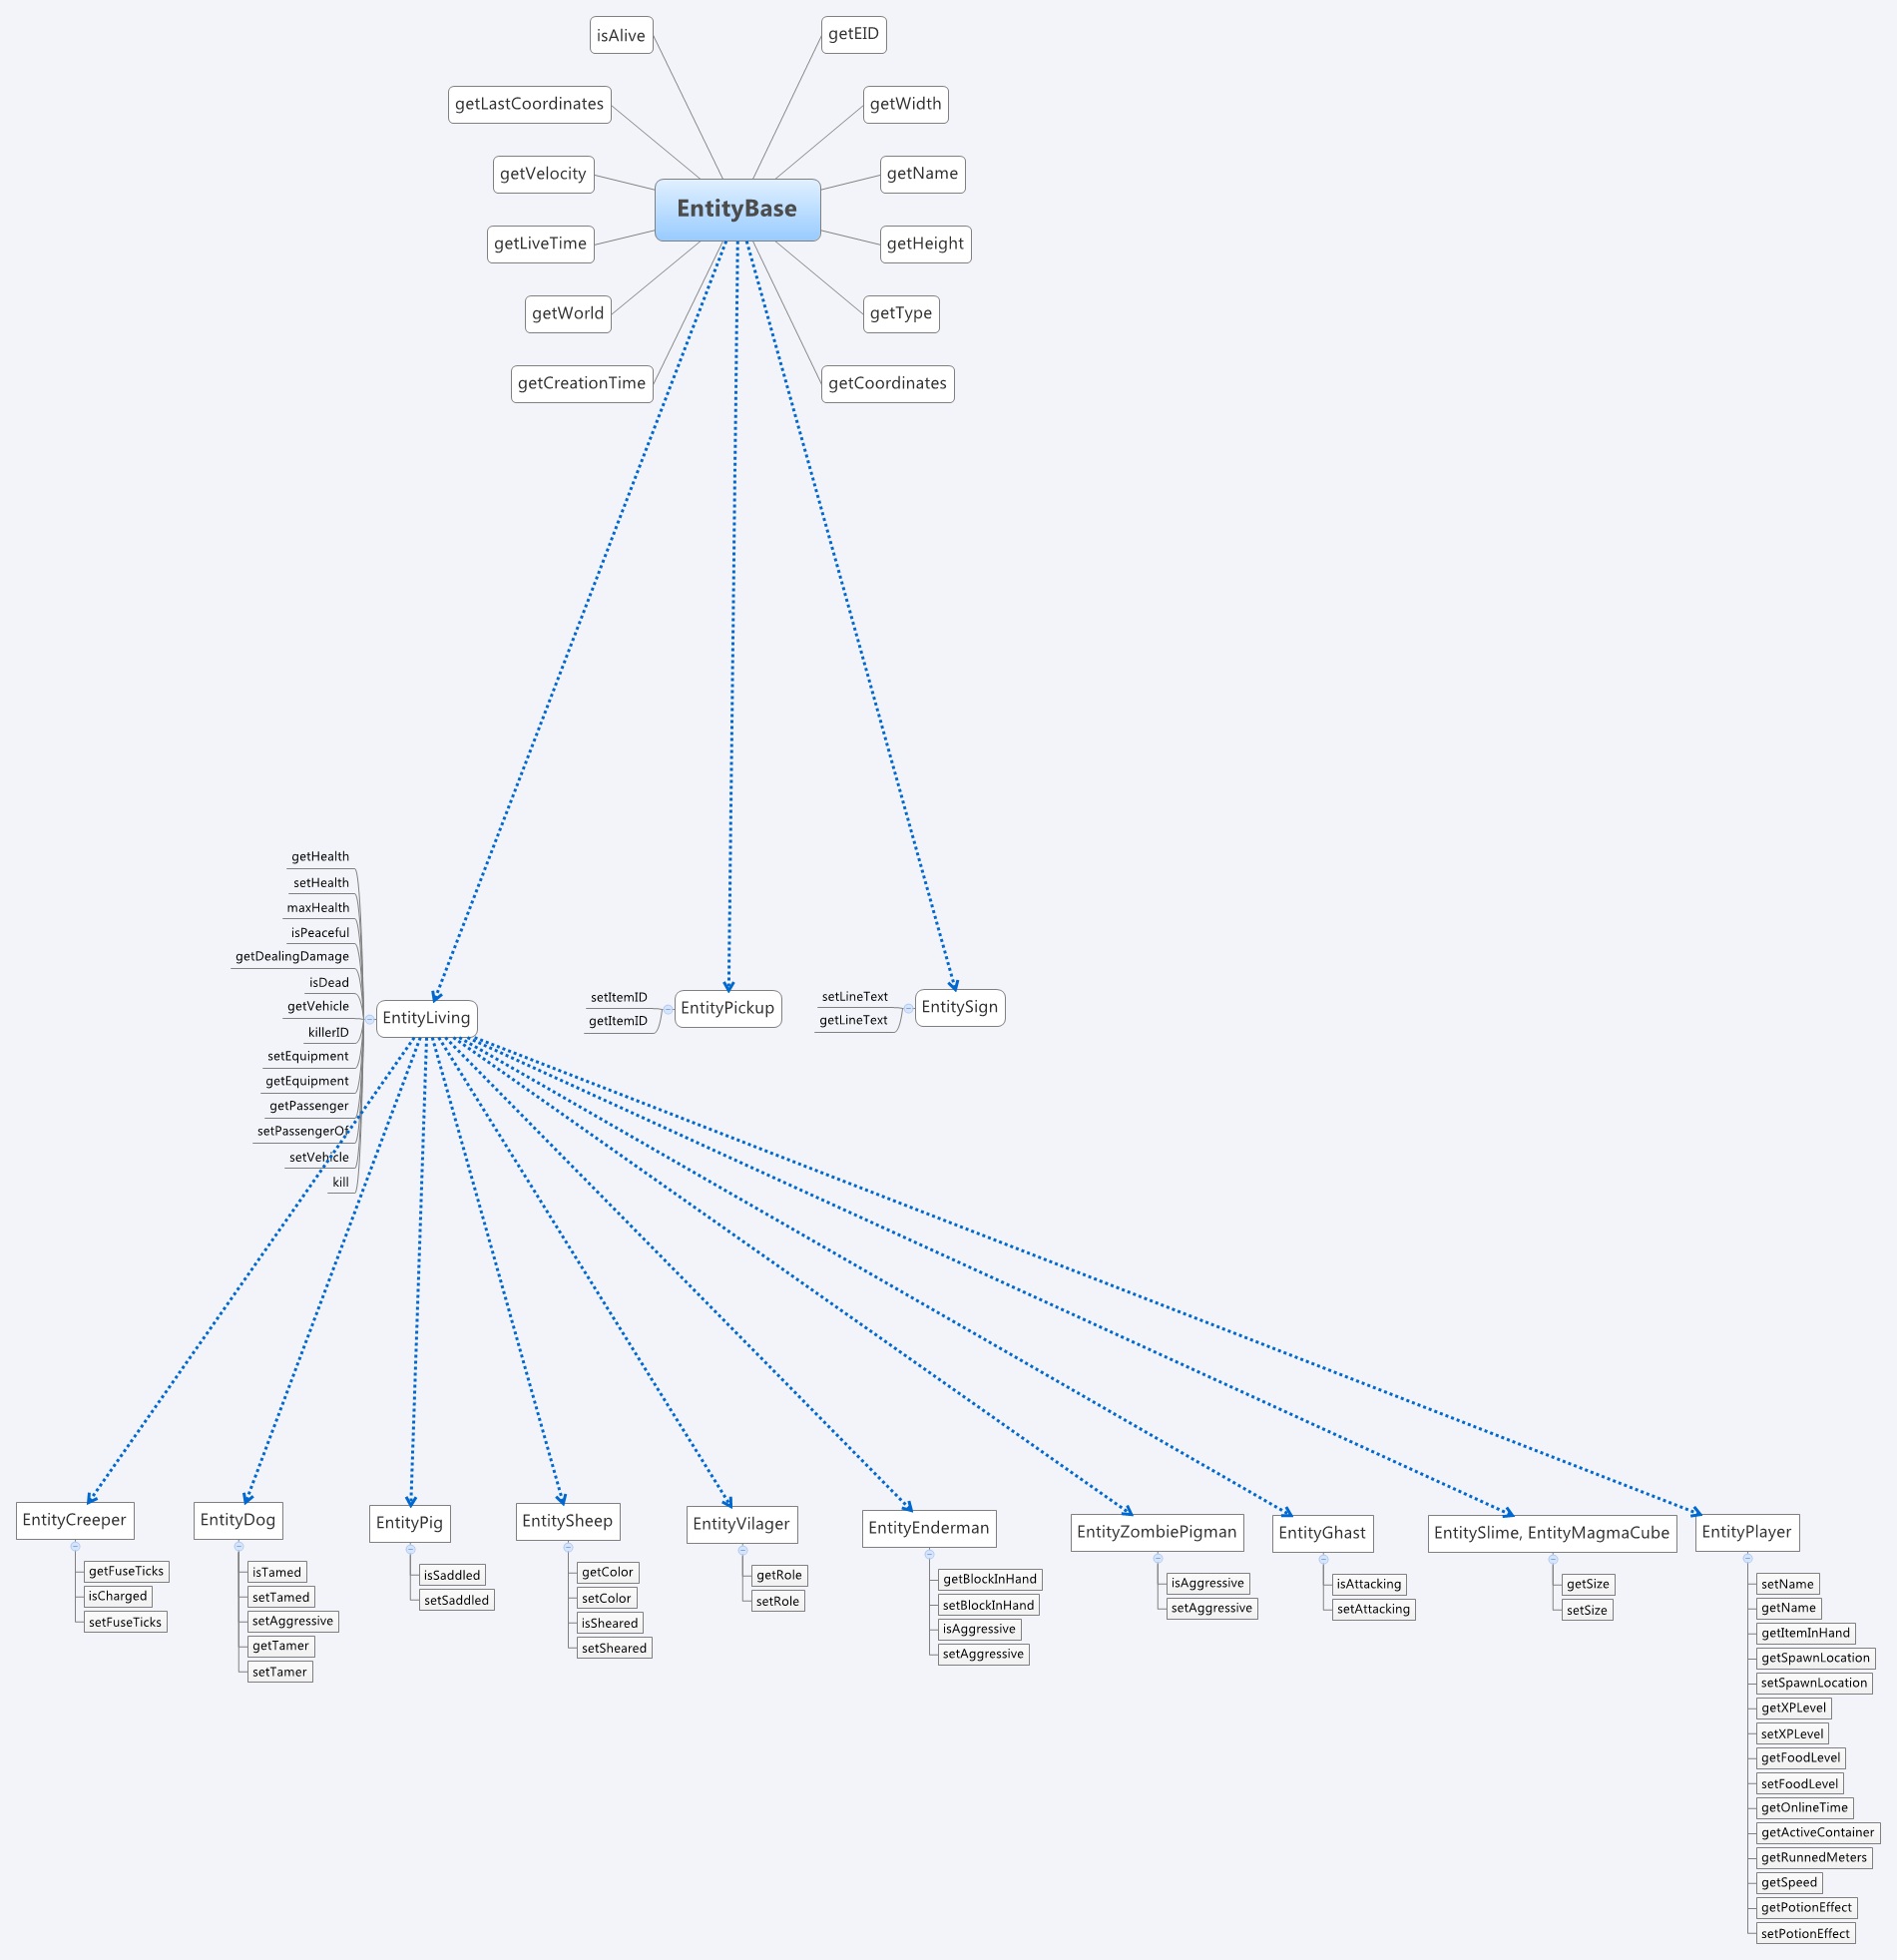 isAlive
getEID
getLastCoordinates
getWidth
getVelocity
getName
EntityBase
getLiveTime
getHeight
getWorld
getType
getCreationTime
getCoordinates
getHealth
setHealth
maxHealth
isPeaceful
getDealingDamage
isDead
getVehicle
killerID
setEquipment
getEquipment
getPassenger
setPassengerOf
setVehicle
kill
EntityLiving
setItemID
getItemID
EntityPickup
setLineText
getLineText
EntitySign
EntityCreeper
getFuseTicks
isCharged
setFuseTicks
EntityDog
isTamed
setTamed
setAggressive
getTamer
setTamer
EntityPig
isSaddled
setSaddled
EntitySheep
getColor
setColor
isSheared
setSheared
EntityVilager
getRole
setRole
EntityEnderman
getBlockInHand
setBlockInHand
isAggressive
setAggressive
EntityZombiePigman
isAggressive
setAggressive
EntityGhast
isAttacking
setAttacking
EntitySlime, EntityMagmaCube
getSize
setSize
EntityPlayer
setName
getName
getItemInHand
getSpawnLocation
setSpawnLocation
getXPLevel
setXPLevel
getFoodLevel
setFoodLevel
getOnlineTime
getActiveContainer
getRunnedMeters
getSpeed
getPotionEffect
setPotionEffect